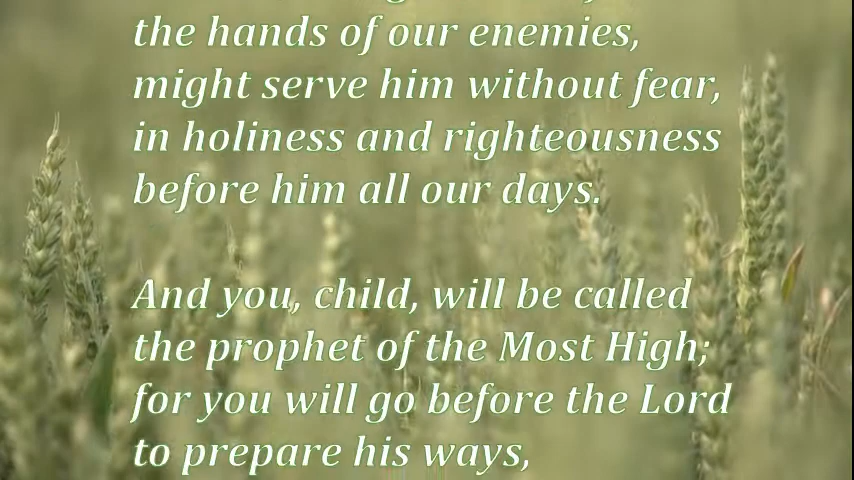 the hands of our enemies,
might serve him without fear,
in holiness and righteousness
before him all our days.
And you, child, will be called
the prophet of the Most High;
for you will go before the Lord
to prepare his ways,